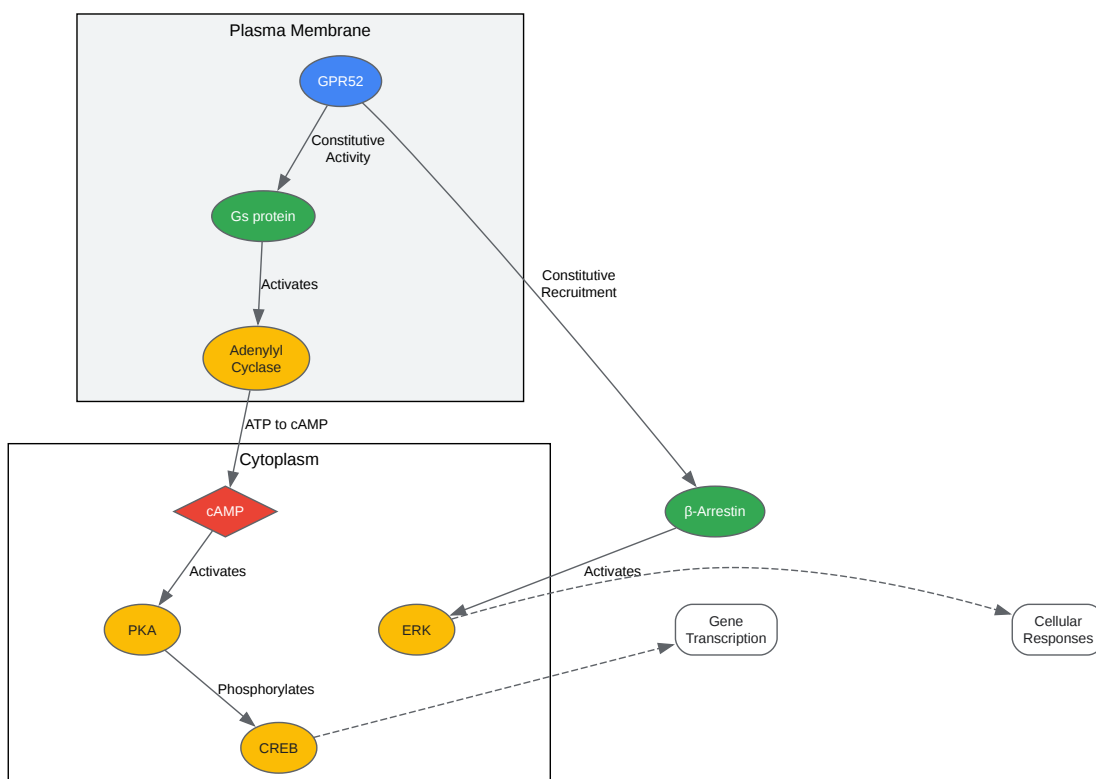 Plasma Membrane
GPR52
Constitutive
Activity
Gs protein
Activates
Constitutive
Recruitment
Adenylyl
Cyclase
ATP to cAMP
Cytoplasm
cAMP
β-Arrestin
Activates
Activates
PKA
ERK
Gene
Transcription
Cellular
Responses
Phosphorylates
CREB